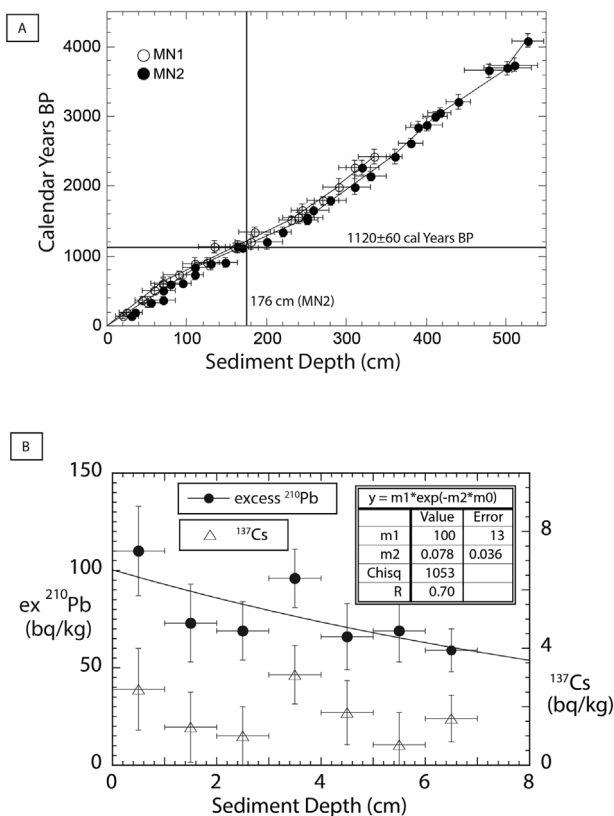 A
Calendar Years BP
4000
3000
2000
1000
0
MN1
MN2
1120±60 cal Years BP
176 cm (MN2)
0 100 200 300 400 500
Sediment Depth (cm)
B
150
100
50
0
ex ²¹⁰Pb
(bq/kg)
excess ²¹⁰Pb
¹³⁷Cs
y = m1*exp(-m2*m0)
Value Error
m1 100 13
m2 0.078 0.036
Chisq 1053
R 0.70
8
4
0
¹³⁷Cs
(bq/kg)
0 2 4 6 8
Sediment Depth (cm)